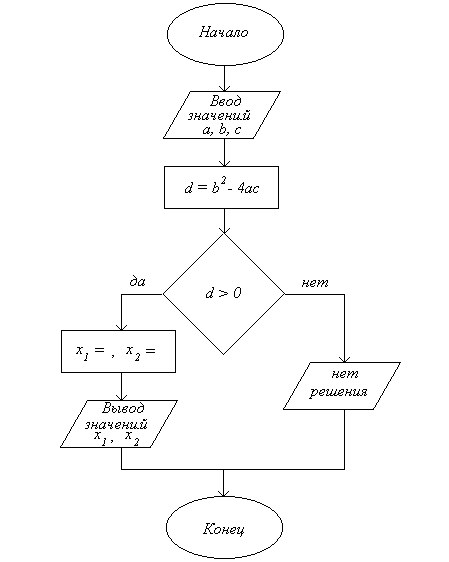 Начало
Ввод
значений
a, b, c
d = b² - 4ac
d > 0
да
нет
x₁ = , x₂ =
нет
решения
Вывод
значений
x₁ , x₂
Конец